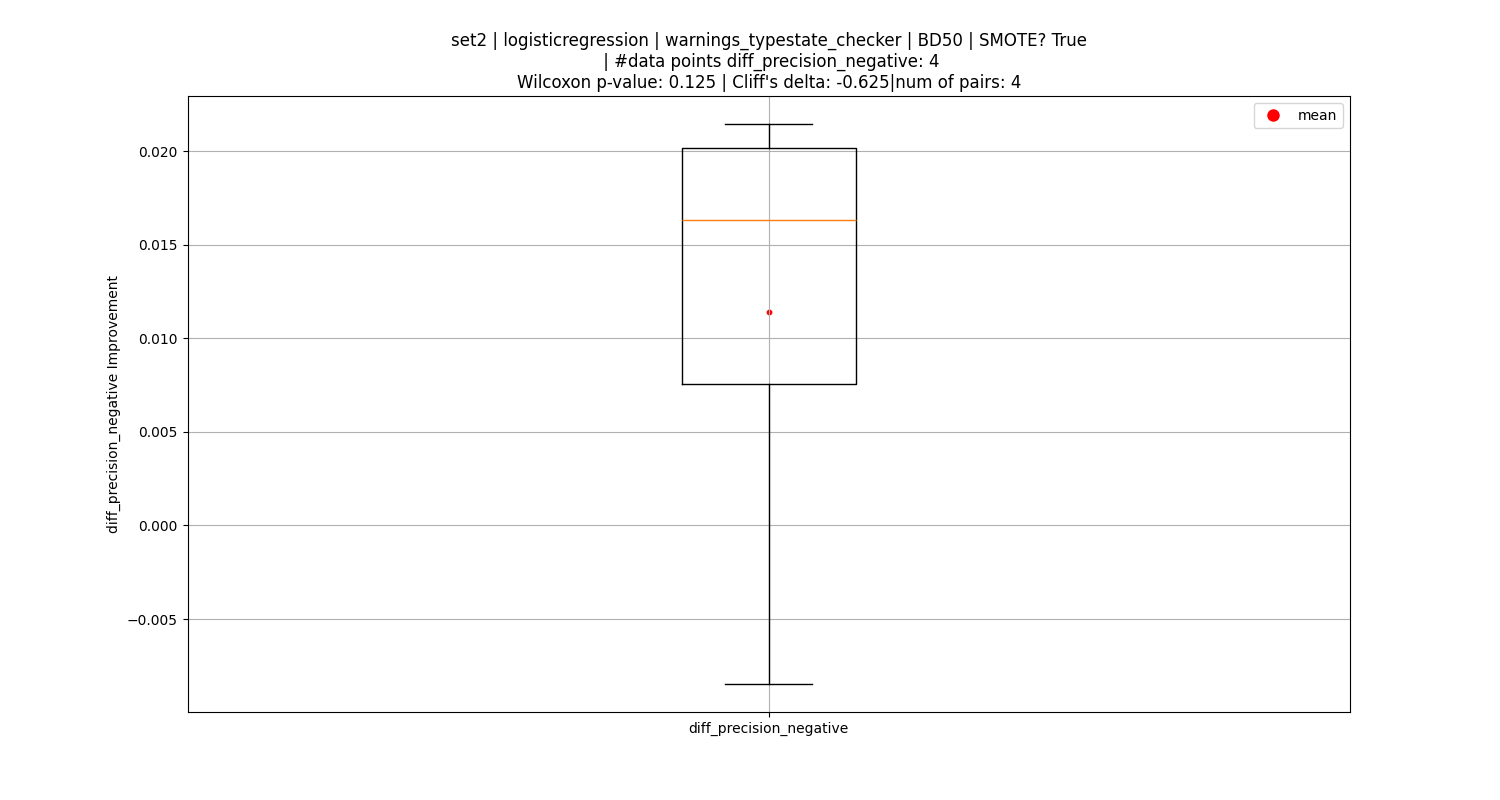 set2 | logisticregression | warnings_typestate_checker | BD50 | SMOTE? True
| #data points diff_precision_negative: 4
Wilcoxon p-value: 0.125 | Cliff's delta: -0.625|num of pairs: 4
mean
0.020
0.015
0.010
0.005
0.000
−0.005
diff_precision_negative Improvement
diff_precision_negative